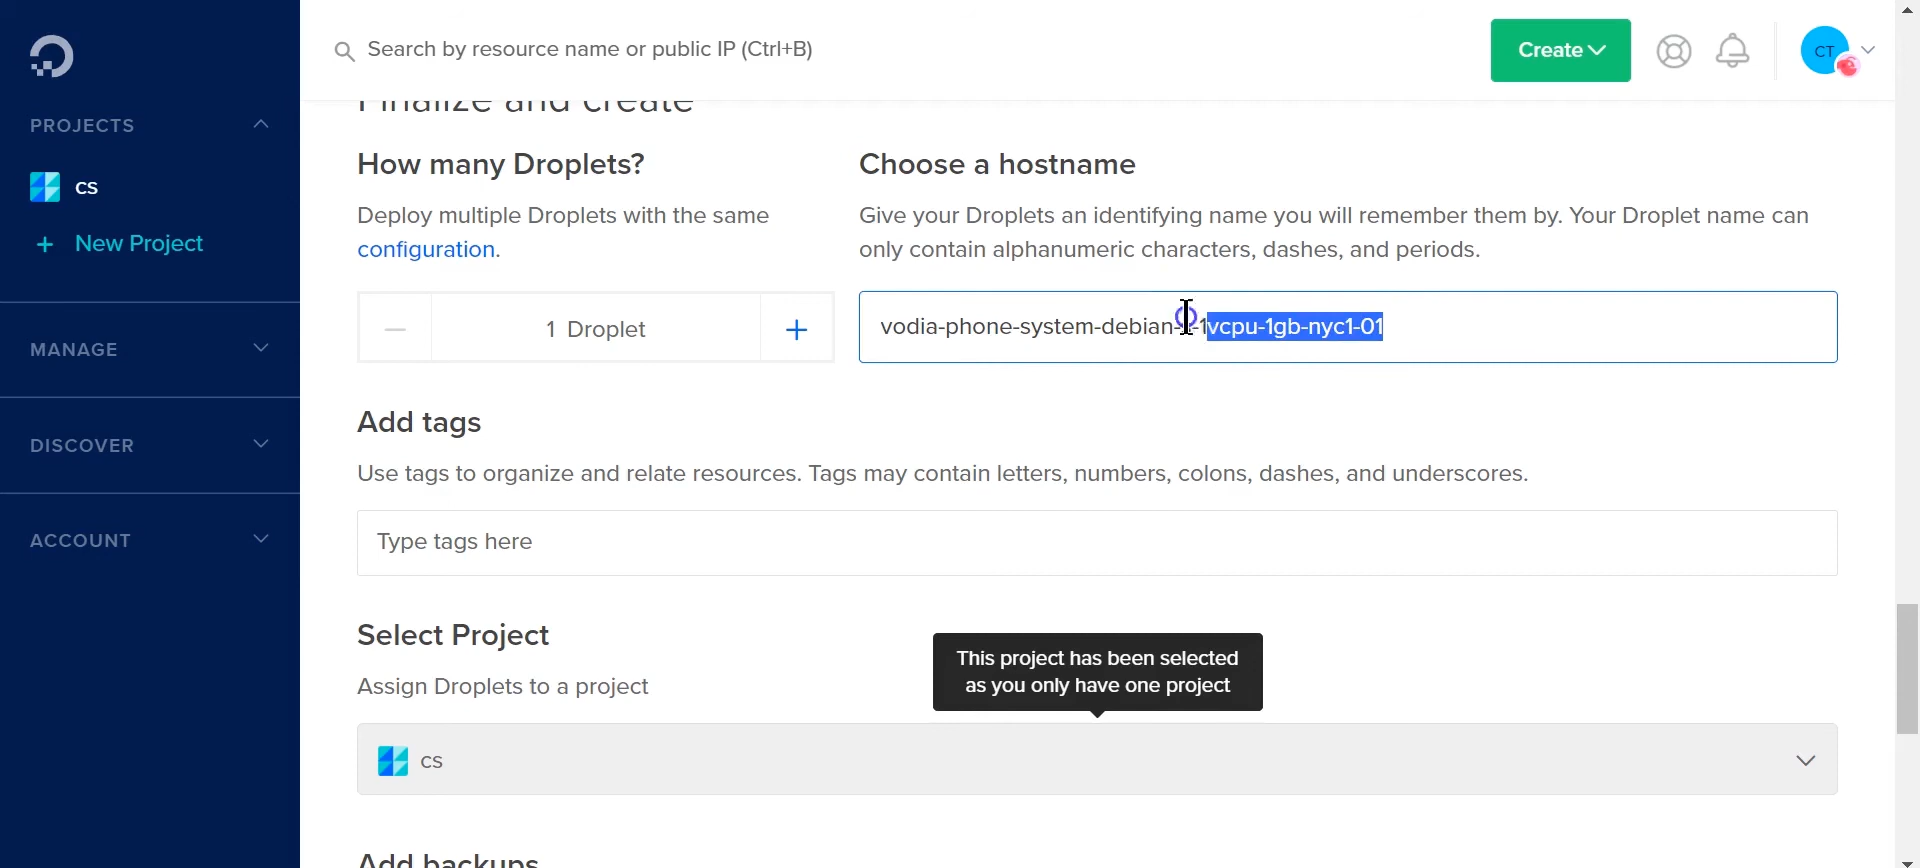 Search by resource name or public IP (Ctrl+B)
Create
CT
PROJECTS
cs
+ New Project
MANAGE
DISCOVER
ACCOUNT
Finalize and create
How many Droplets?
Deploy multiple Droplets with the same
configuration.
1 Droplet
Choose a hostname
Give your Droplets an identifying name you will remember them by. Your Droplet name can
only contain alphanumeric characters, dashes, and periods.
vodia-phone-system-debian-
-1vcpu-1gb-nyc1-01
Add tags
Use tags to organize and relate resources. Tags may contain letters, numbers, colons, dashes, and underscores.
Type tags here
Select Project
Assign Droplets to a project
This project has been selected
as you only have one project
cs
Add backups